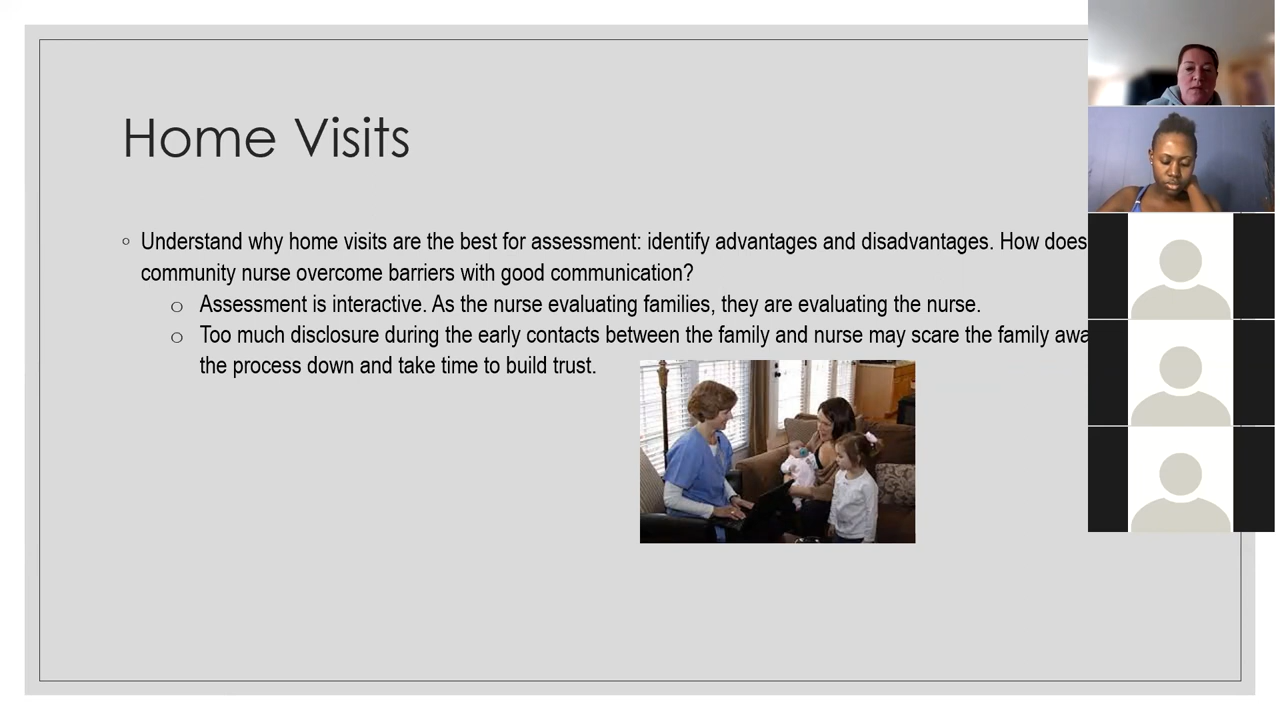 Home Visits
Understand why home visits are the best for assessment: identify advantages and disadvantages. How does
community nurse overcome barriers with good communication?
Assessment is interactive. As the nurse evaluating families, they are evaluating the nurse.
Too much disclosure during the early contacts between the family and nurse may scare the family
the process down and take time to build trust.